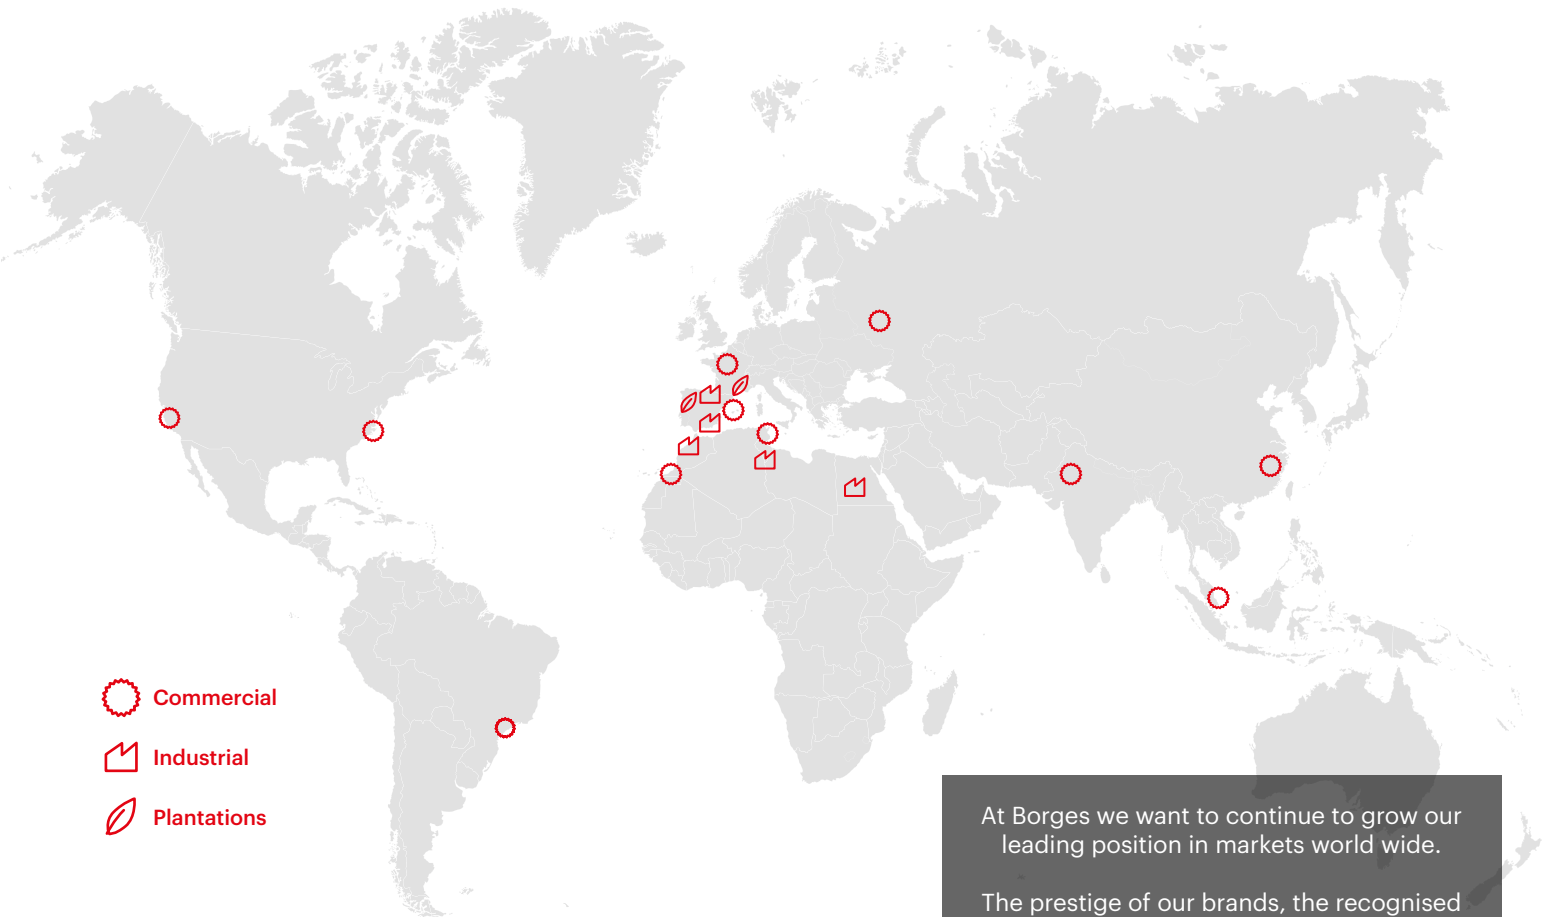 Commercial
Industrial
Plantations
At Borges we want to continue to grow our
leading position in markets world wide.
The prestige of our brands, the recognised